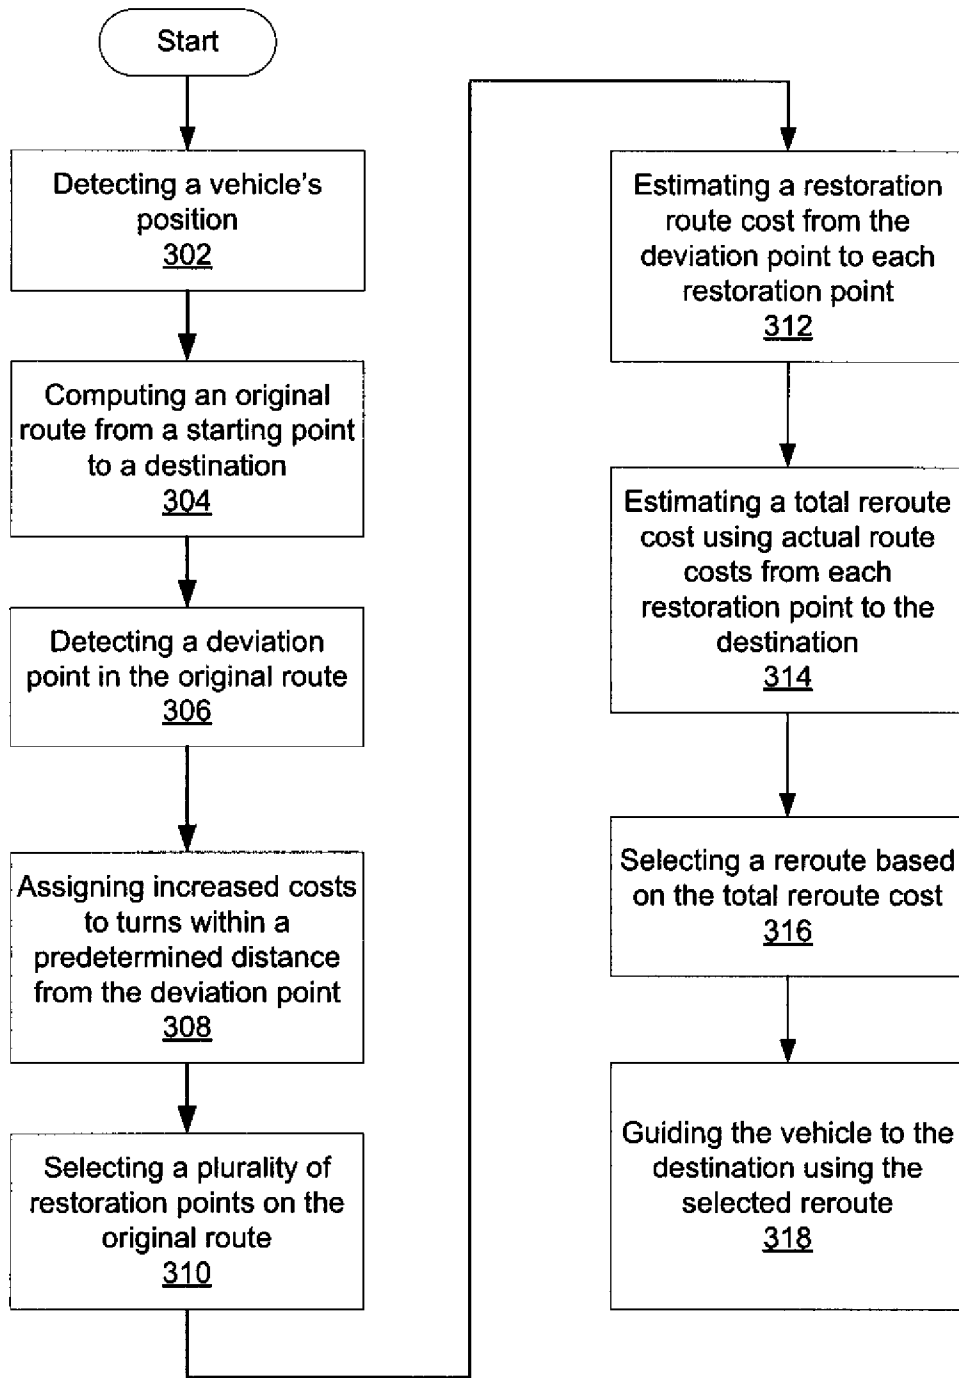 Start
Detecting a vehicle's
position
302
Computing an original
route from a starting point
to a destination
304
Detecting a deviation
point in the original route
306
Assigning increased costs
to turns within a
predetermined distance
from the deviation point
308
Selecting a plurality of
restoration points on the
original route
310
Estimating a restoration
route cost from the
deviation point to each
restoration point
312
Estimating a total reroute
cost using actual route
costs from each
restoration point to the
destination
314
Selecting a reroute based
on the total reroute cost
316
Guiding the vehicle to the
destination using the
selected reroute
318